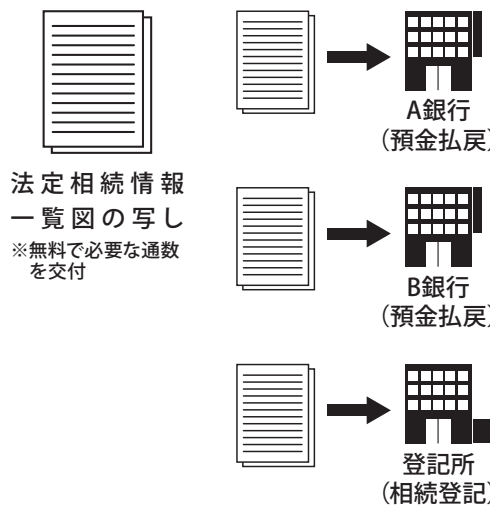 法定相続情報
一覧図の写し
※無料で必要な通数
を交付
A銀行
(預金払戻)
B銀行
(預金払戻)
登記所
(相続登記)